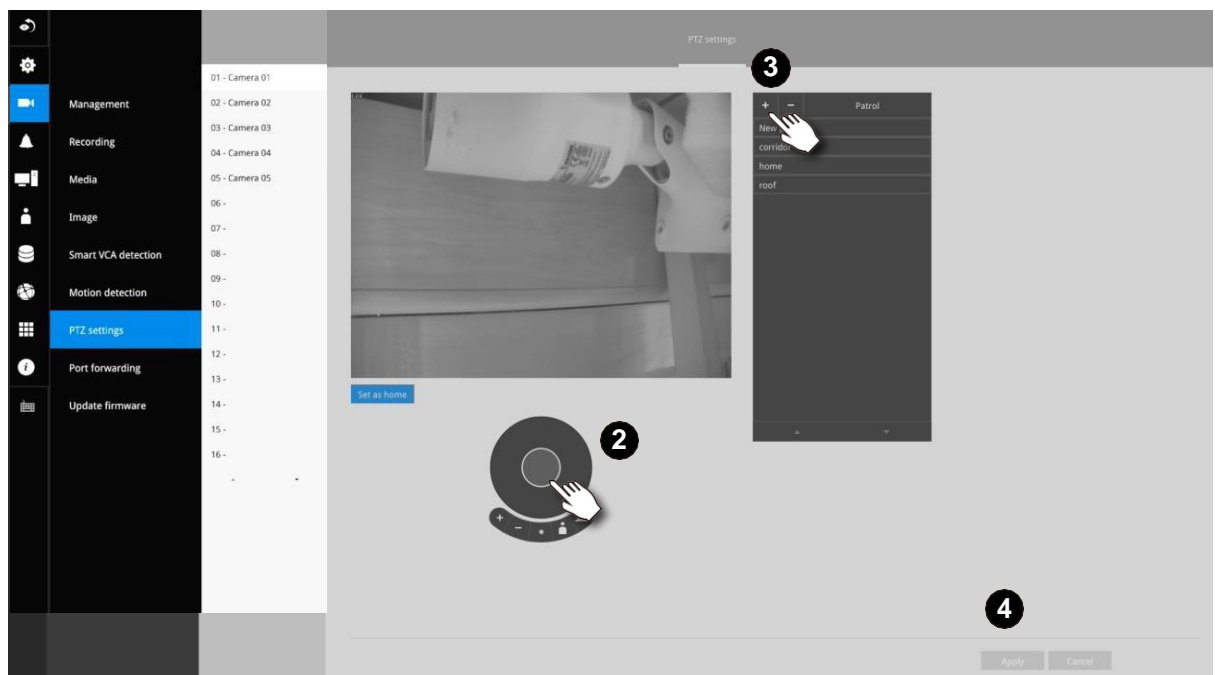 PTZ settings
3
01 - Camera 01
Management
02 - Camera 02
+ − Patrol
03 - Camera 03
New
Recording
corridor
04 - Camera 04
home
Media
05 - Camera 05
roof
06 -
Image
07 -
Smart VCA detection
08 -
09 -
Motion detection
10 -
PTZ settings
11 -
12 -
Port forwarding
13 -
Set as home
Update firmware
14 -
15 -
2
16 -
+ −
4
Apply Cancel